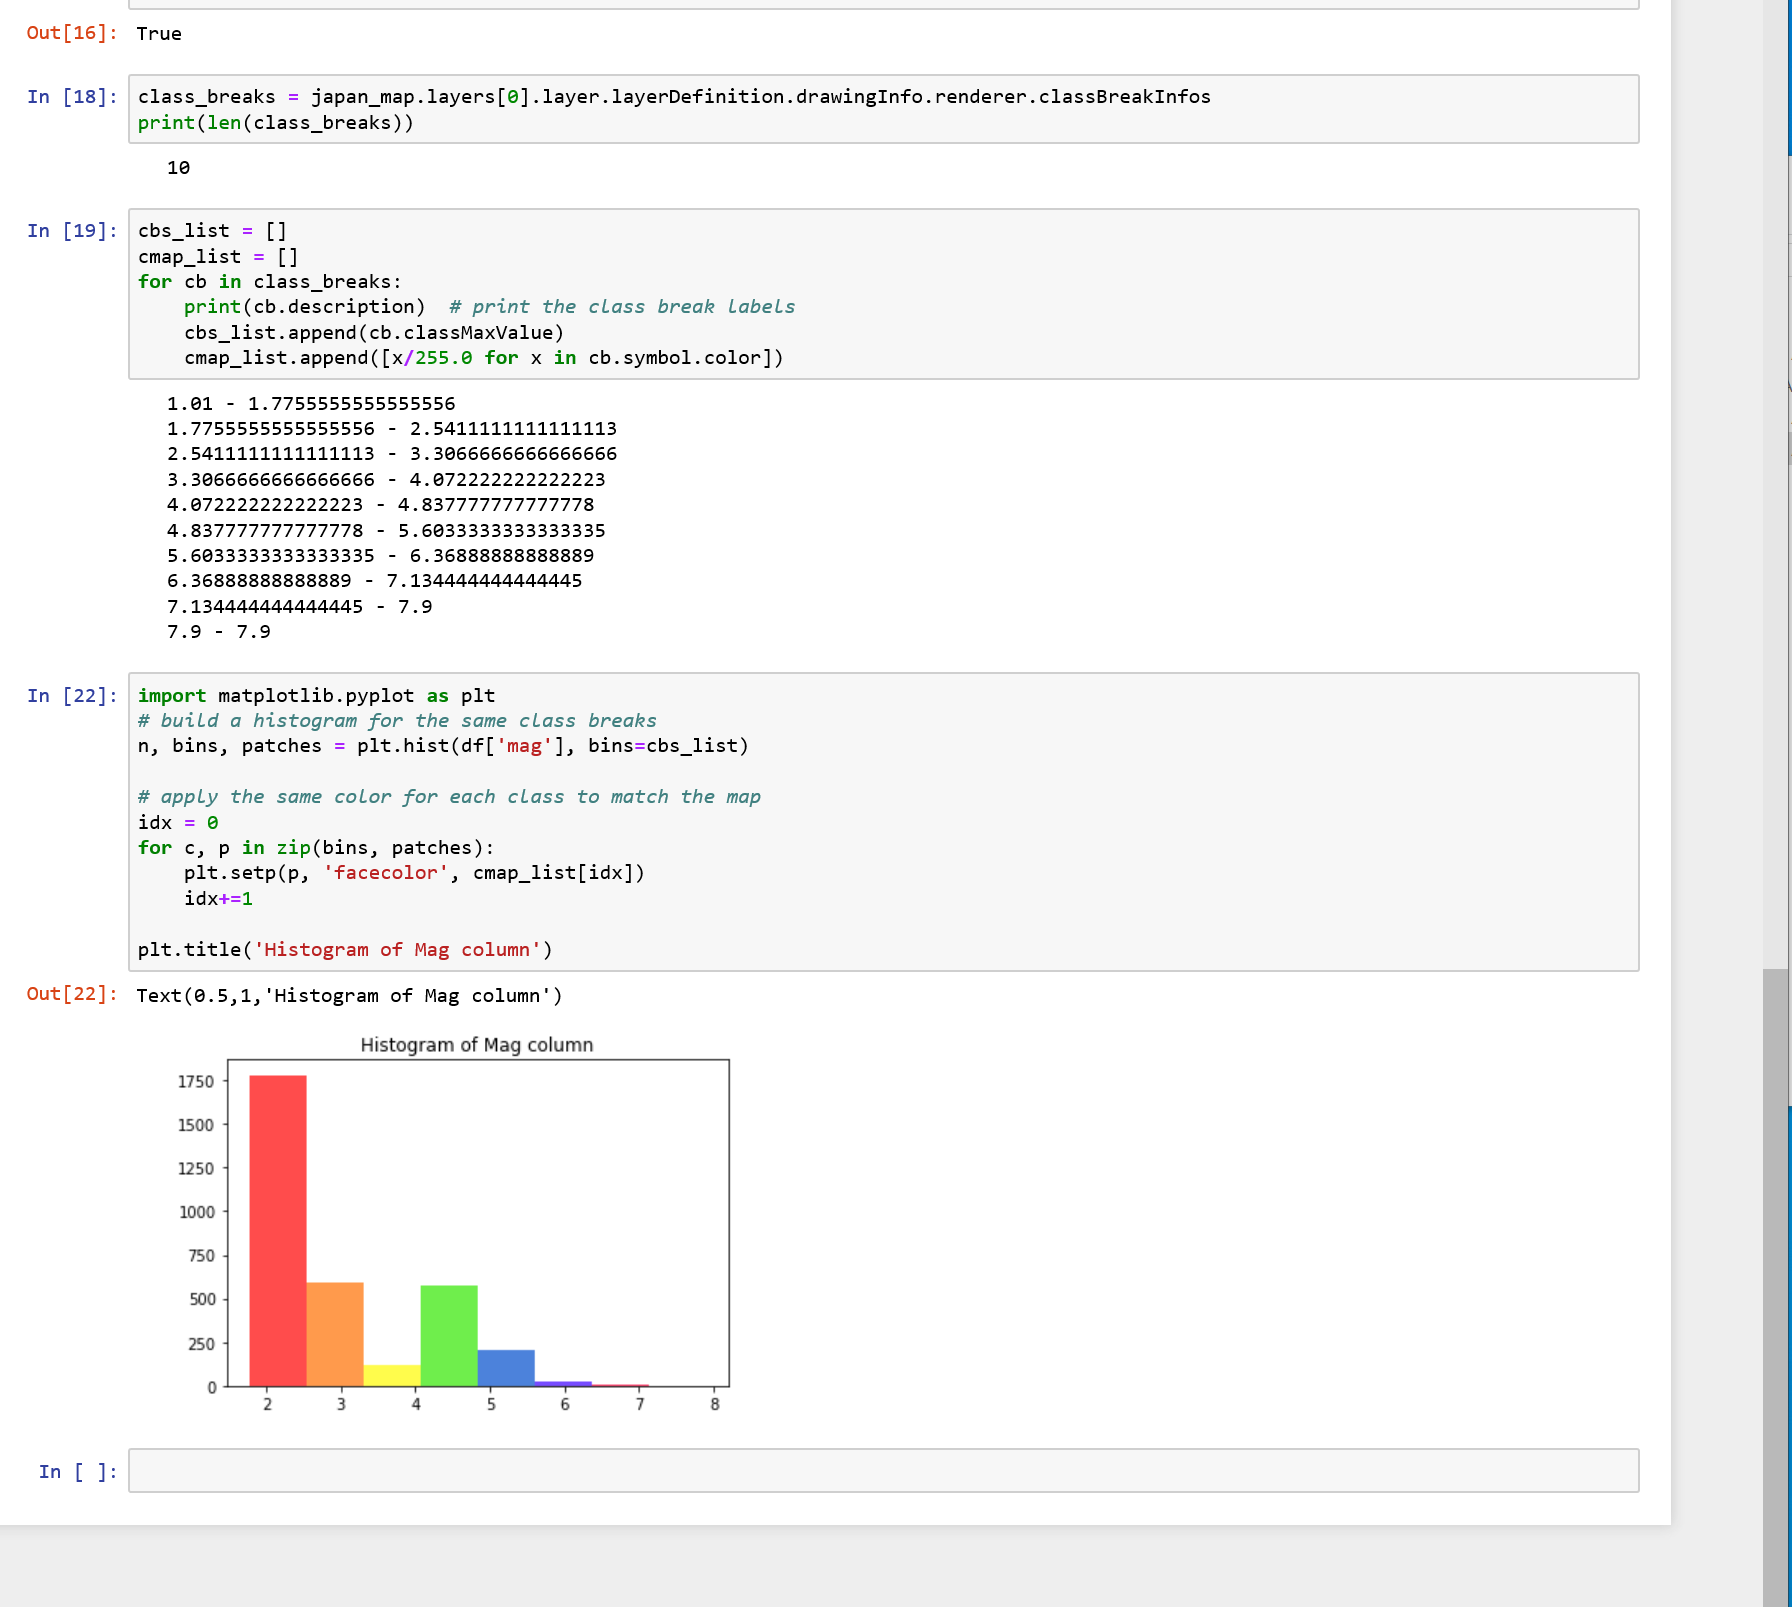 Out[16]: True
In [18]: class_breaks = japan_map.layers[0].layer.layerDefinition.drawingInfo.renderer.classBreakInfos
print(len(class_breaks))
10
In [19]: cbs_list = []
cmap_list = []
for cb in class_breaks:
    print(cb.description)  # print the class break labels
    cbs_list.append(cb.classMaxValue)
    cmap_list.append([x/255.0 for x in cb.symbol.color])
1.01 - 1.7755555555555556
1.7755555555555556 - 2.5411111111111113
2.5411111111111113 - 3.3066666666666666
3.3066666666666666 - 4.072222222222223
4.072222222222223 - 4.837777777777778
4.837777777777778 - 5.6033333333333335
5.6033333333333335 - 6.36888888888889
6.36888888888889 - 7.134444444444445
7.134444444444445 - 7.9
7.9 - 7.9
In [22]: import matplotlib.pyplot as plt
# build a histogram for the same class breaks
n, bins, patches = plt.hist(df['mag'], bins=cbs_list)
# apply the same color for each class to match the map
idx = 0
for c, p in zip(bins, patches):
    plt.setp(p, 'facecolor', cmap_list[idx])
    idx+=1
plt.title('Histogram of Mag column')
Out[22]: Text(0.5,1,'Histogram of Mag column')
Histogram of Mag column
1750
1500
1250
1000
750
500
250
0
2 3 4 5 6 7 8
In [ ]: